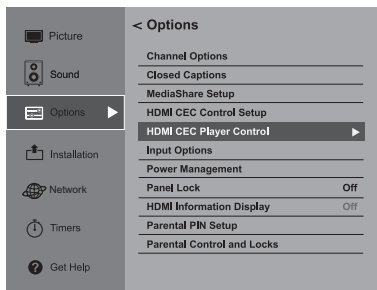 Picture
Sound
Options
Installation
Network
Timers
Get Help
< Options
Channel Options
Closed Captions
MediaShare Setup
HDMI CEC Control Setup
HDMI CEC Player Control
Input Options
Power Management
Panel Lock Off
HDMI Information Display Off
Parental PIN Setup
Parental Control and Locks